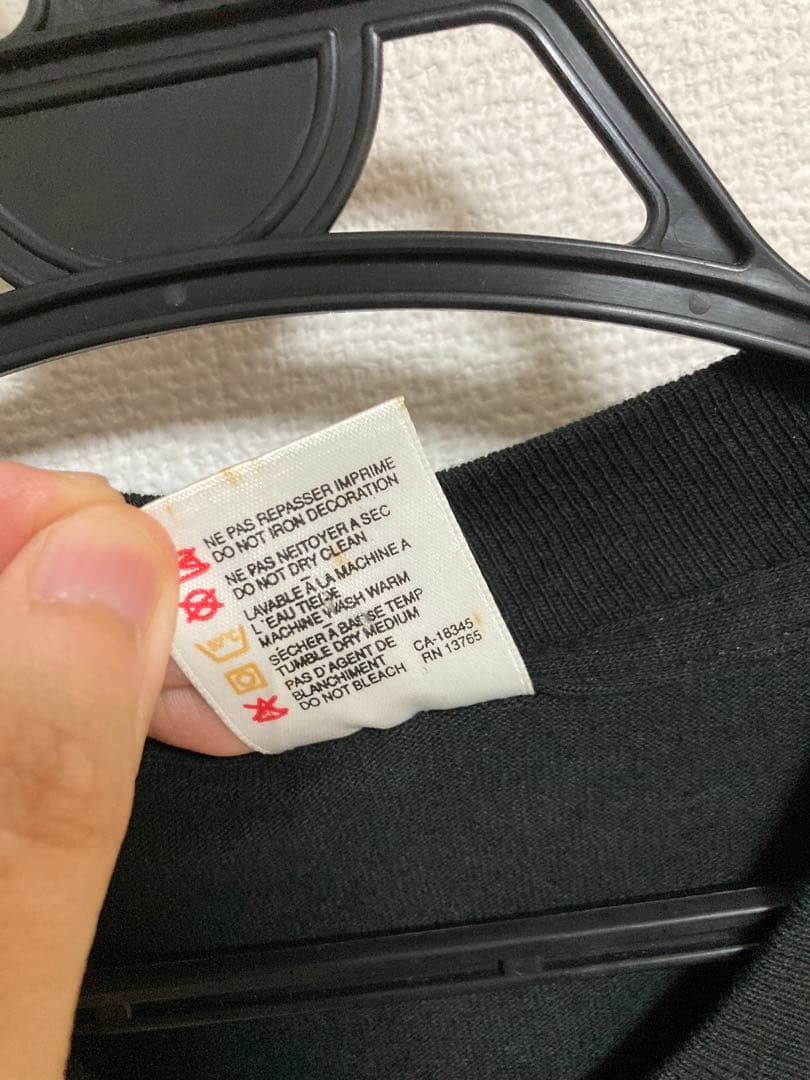 NE PAS REPASSER IMPRIME
DO NOT IRON DECORATION
NE PAS NEITOYER A SEC
DO NOT DRY CLEAN
LAVABLE À LA MACHINE A
L'EAU TIEDE
MACHINE WASH WARM
SÉCHER À BASSE TEMP
TUMBLE DRY MEDIUM
PAS D'AGENT DE
BLANCHIMENT
DO NOT BLEACH
CA-18345
RN 13765